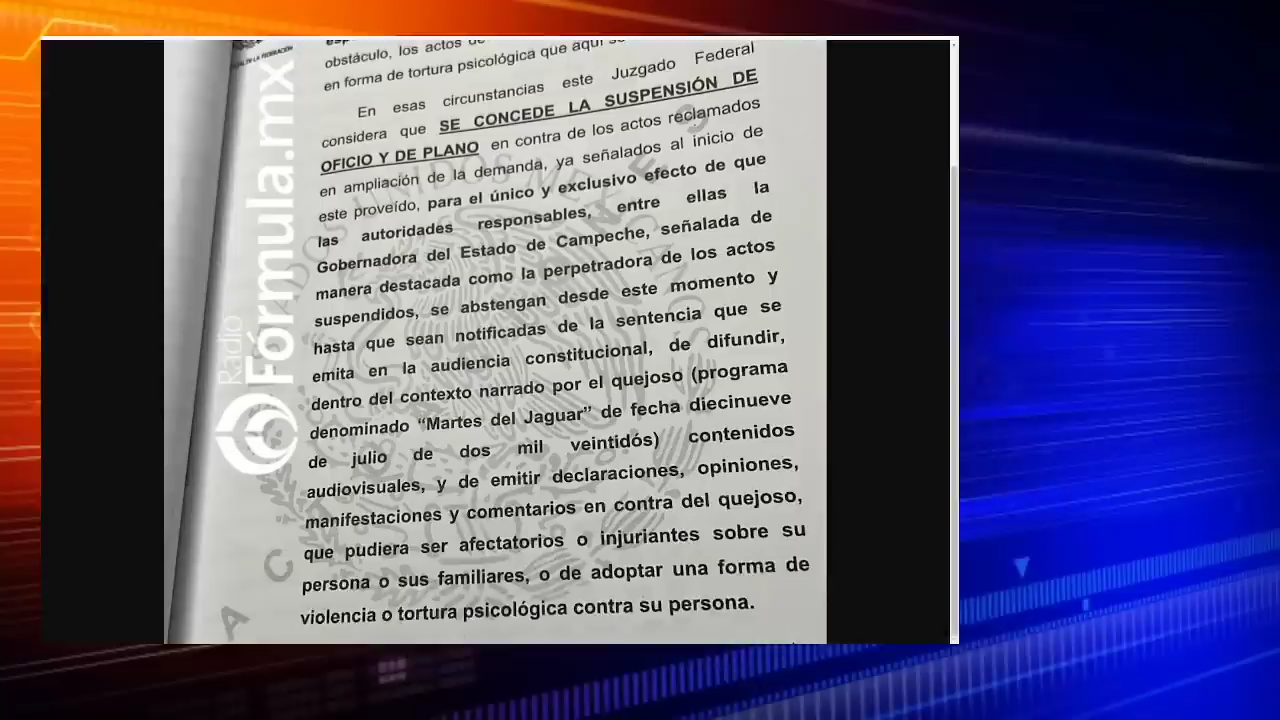 obstáculo, los actos
en forma de tortura psicológica que aquí
En esas circunstancias este Juzgado Federal
considera que SE CONCEDE LA SUSPENSIÓN DE
OFICIO Y DE PLANO en contra de los actos reclamados
en ampliación de la demanda, ya señalados al inicio de
este proveído, para el único y exclusivo efecto de que
las autoridades responsables, entre ellas la
Gobernadora del Estado de Campeche, señalada de
manera destacada como la perpetradora de los actos
suspendidos, se abstengan desde este momento y
hasta que sean notificadas de la sentencia que se
emita en la audiencia constitucional, de difundir,
dentro del contexto narrado por el quejoso (programa
denominado “Martes del Jaguar” de fecha diecinueve
de julio de dos mil veintidós) contenidos
audiovisuales, y de emitir declaraciones, opiniones,
manifestaciones y comentarios en contra del quejoso,
que pudiera ser afectatorios o injuriantes sobre su
persona o sus familiares, o de adoptar una forma de
violencia o tortura psicológica contra su persona.
Radio
Fórmula.mx
UNIDOS MEXICANOS